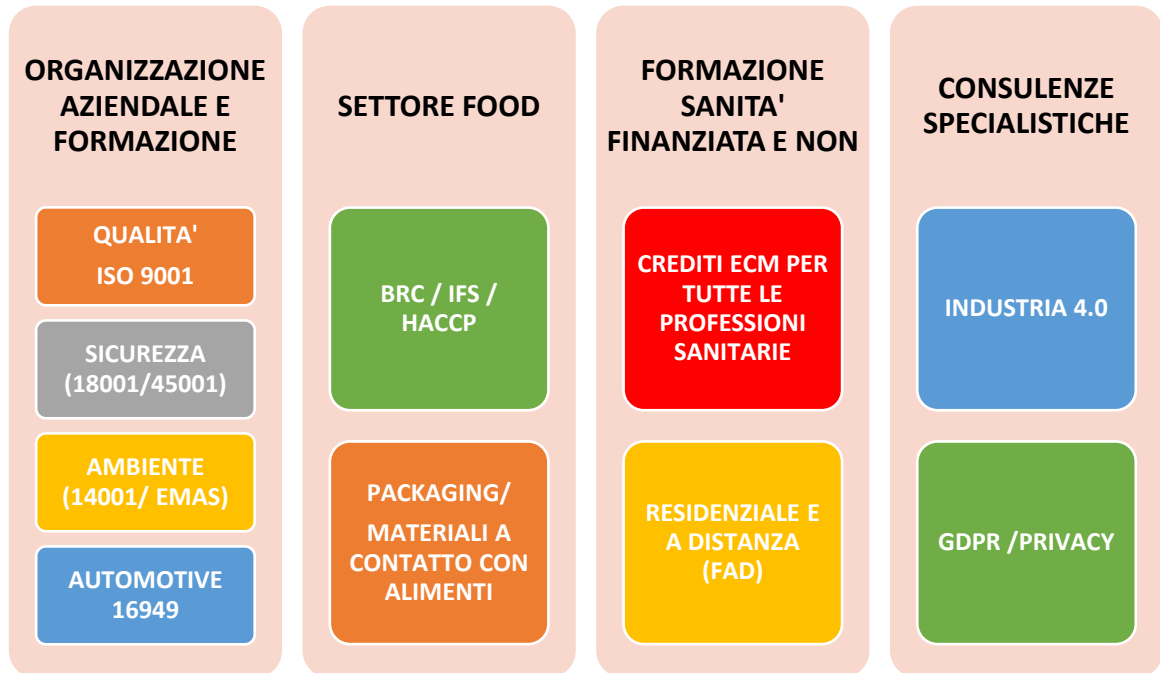 ORGANIZZAZIONE
AZIENDALE E
FORMAZIONE
QUALITA'
ISO 9001
SICUREZZA
(18001/45001)
AMBIENTE
(14001/ EMAS)
AUTOMOTIVE
16949
SETTORE FOOD
BRC / IFS /
HACCP
PACKAGING/
MATERIALI A
CONTATTO CON
ALIMENTI
FORMAZIONE
SANITA'
FINANZIATA E NON
CREDITI ECM PER
TUTTE LE
PROFESSIONI
SANITARIE
RESIDENZIALE E
A DISTANZA
(FAD)
CONSULENZE
SPECIALISTICHE
INDUSTRIA 4.0
GDPR /PRIVACY